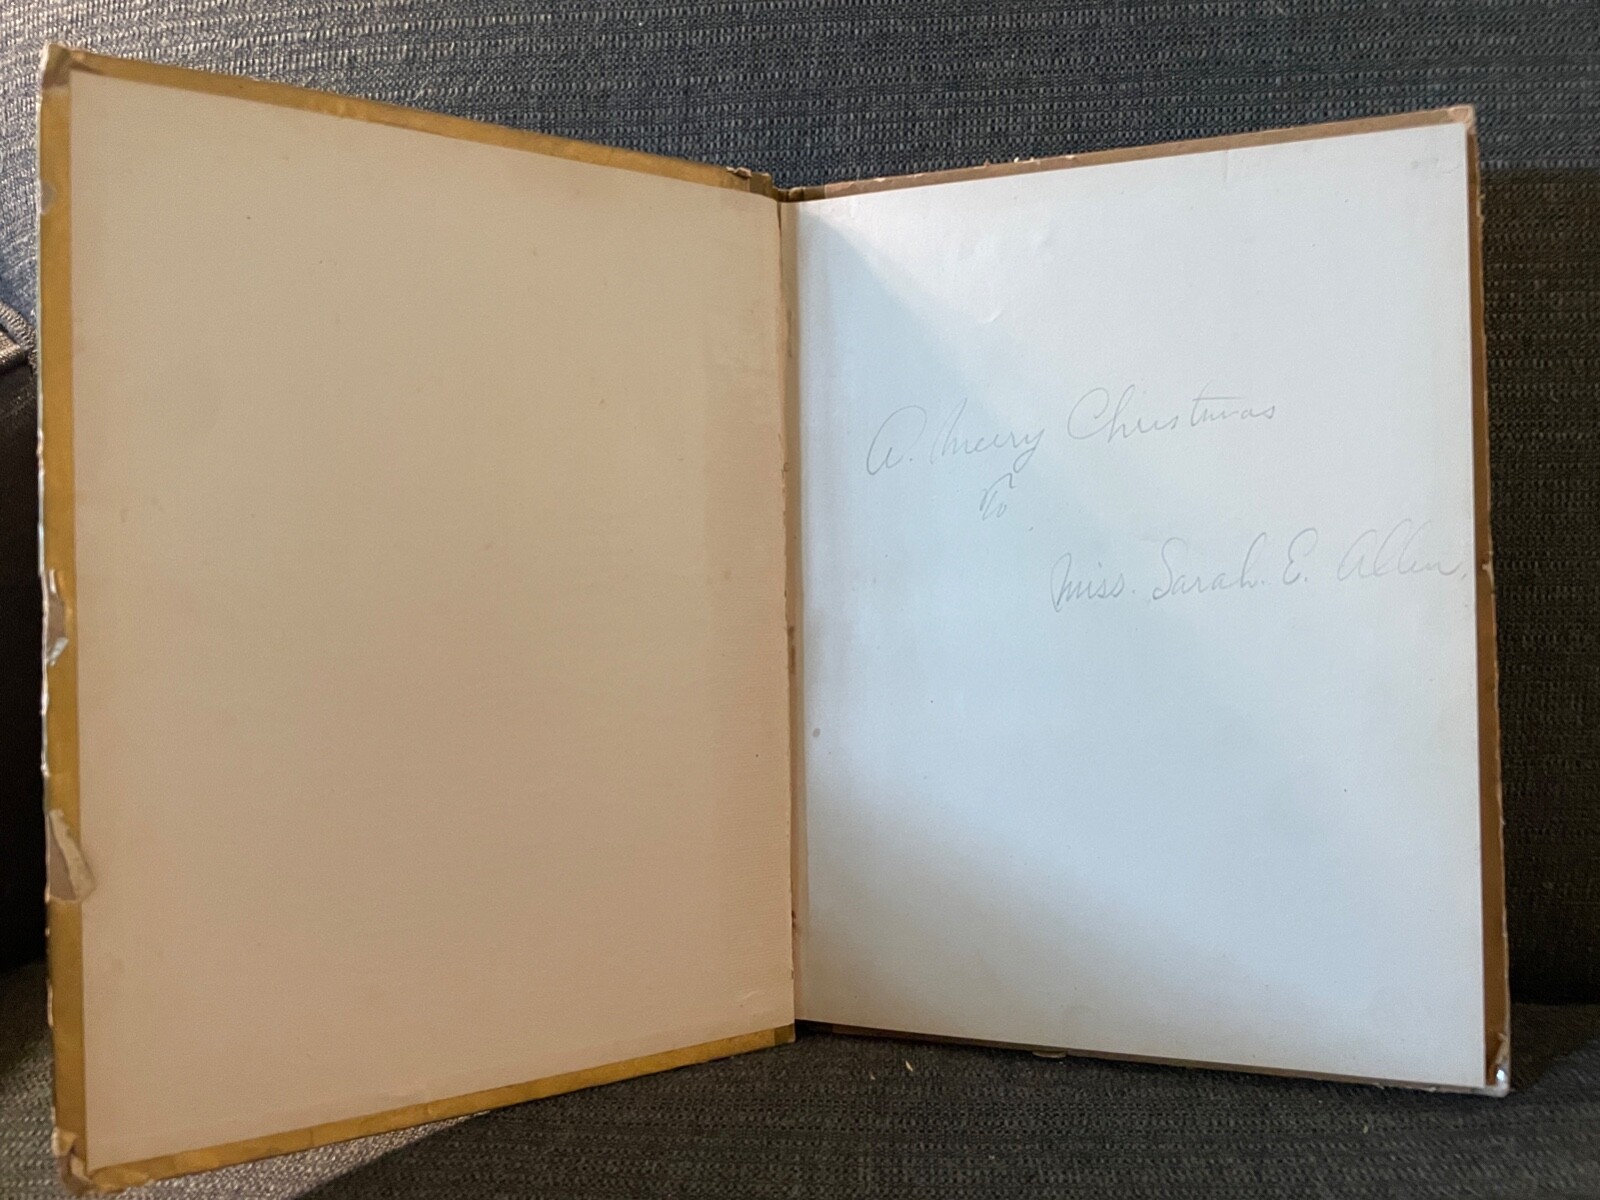 A. Merry Christmas
To
Miss. Sarah. E. Allen.